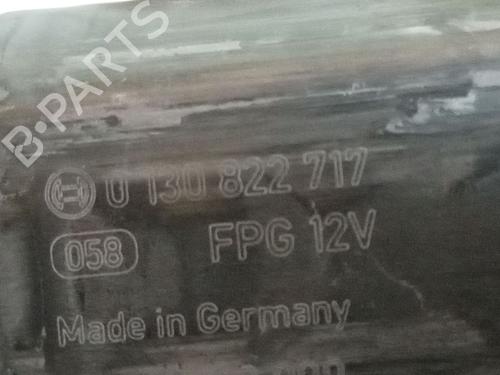 B-PARTS
0 130 822 717
058 FPG 12V
Made in Germany